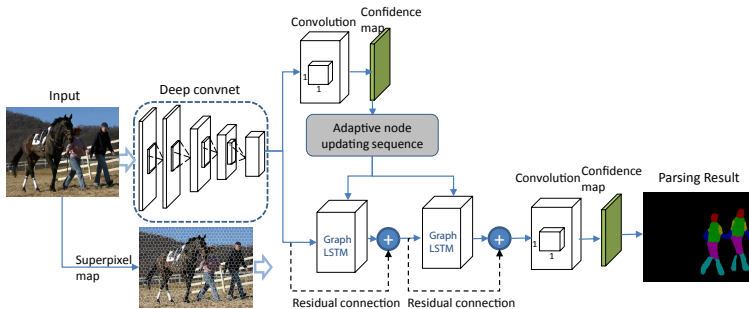 Input
Deep convnet
Convolution
Confidence
map
1
1
Adaptive node
updating sequence
Superpixel
map
Graph
LSTM
+
Graph
LSTM
+
Residual connection
Residual connection
Convolution
Confidence
map
1
1
Parsing Result